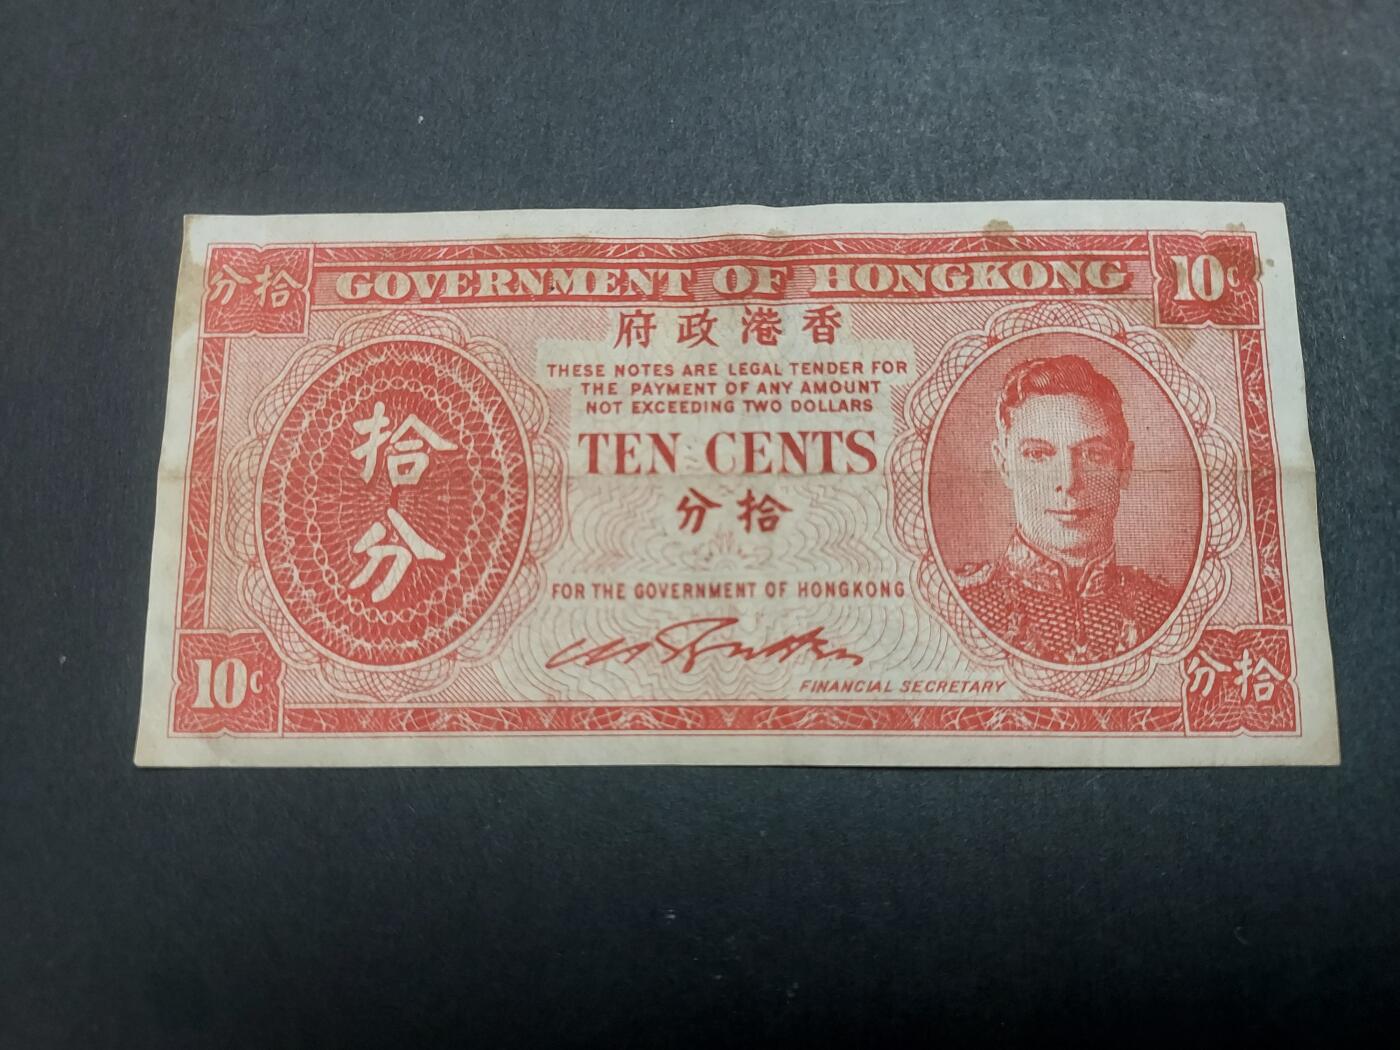 分拾
GOVERNMENT OF HONGKONG
10c
府政港香
THESE NOTES ARE LEGAL TENDER FOR
THE PAYMENT OF ANY AMOUNT
NOT EXCEEDING TWO DOLLARS
拾
分
TEN CENTS
分拾
FOR THE GOVERNMENT OF HONGKONG
10c
FINANCIAL SECRETARY
分拾